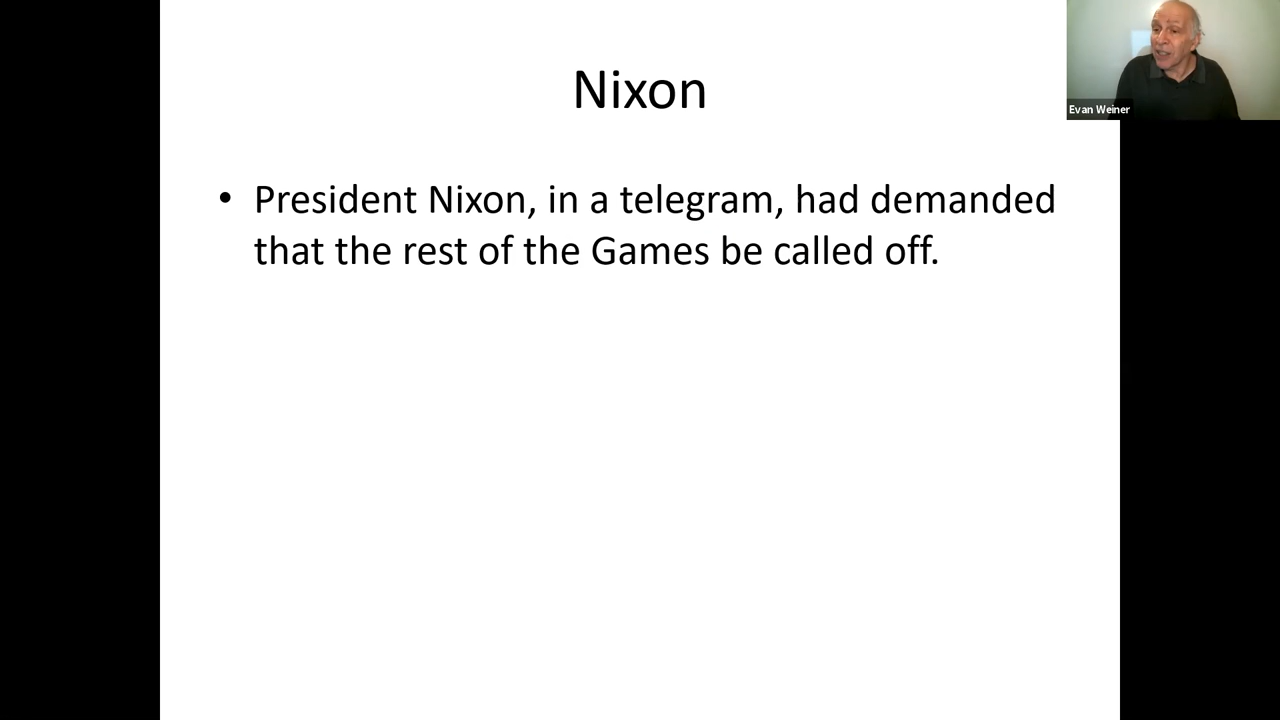 Nixon
Evan Weiner
• President Nixon, in a telegram, had demanded
that the rest of the Games be called off.